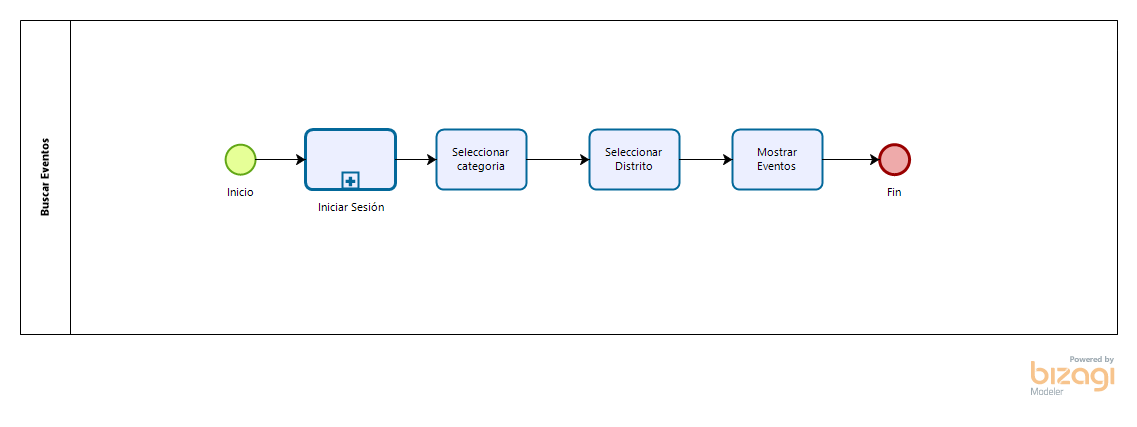 Buscar Eventos
Inicio
Iniciar Sesión
Seleccionar
categoria
Seleccionar
Distrito
Mostrar
Eventos
Fin
Powered by
bizagi
Modeler